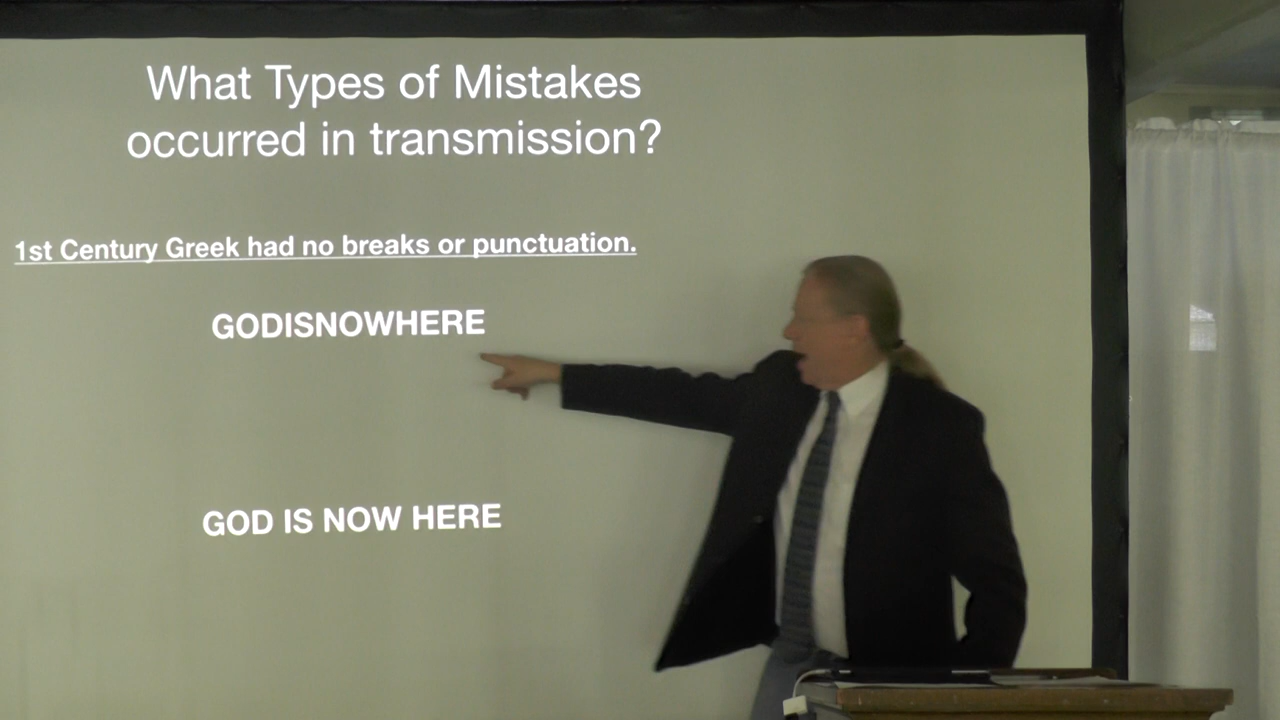 What Types of Mistakes
occurred in transmission?
1st Century Greek had no breaks or punctuation.
GODISNOWHERE
GOD IS NOW HERE